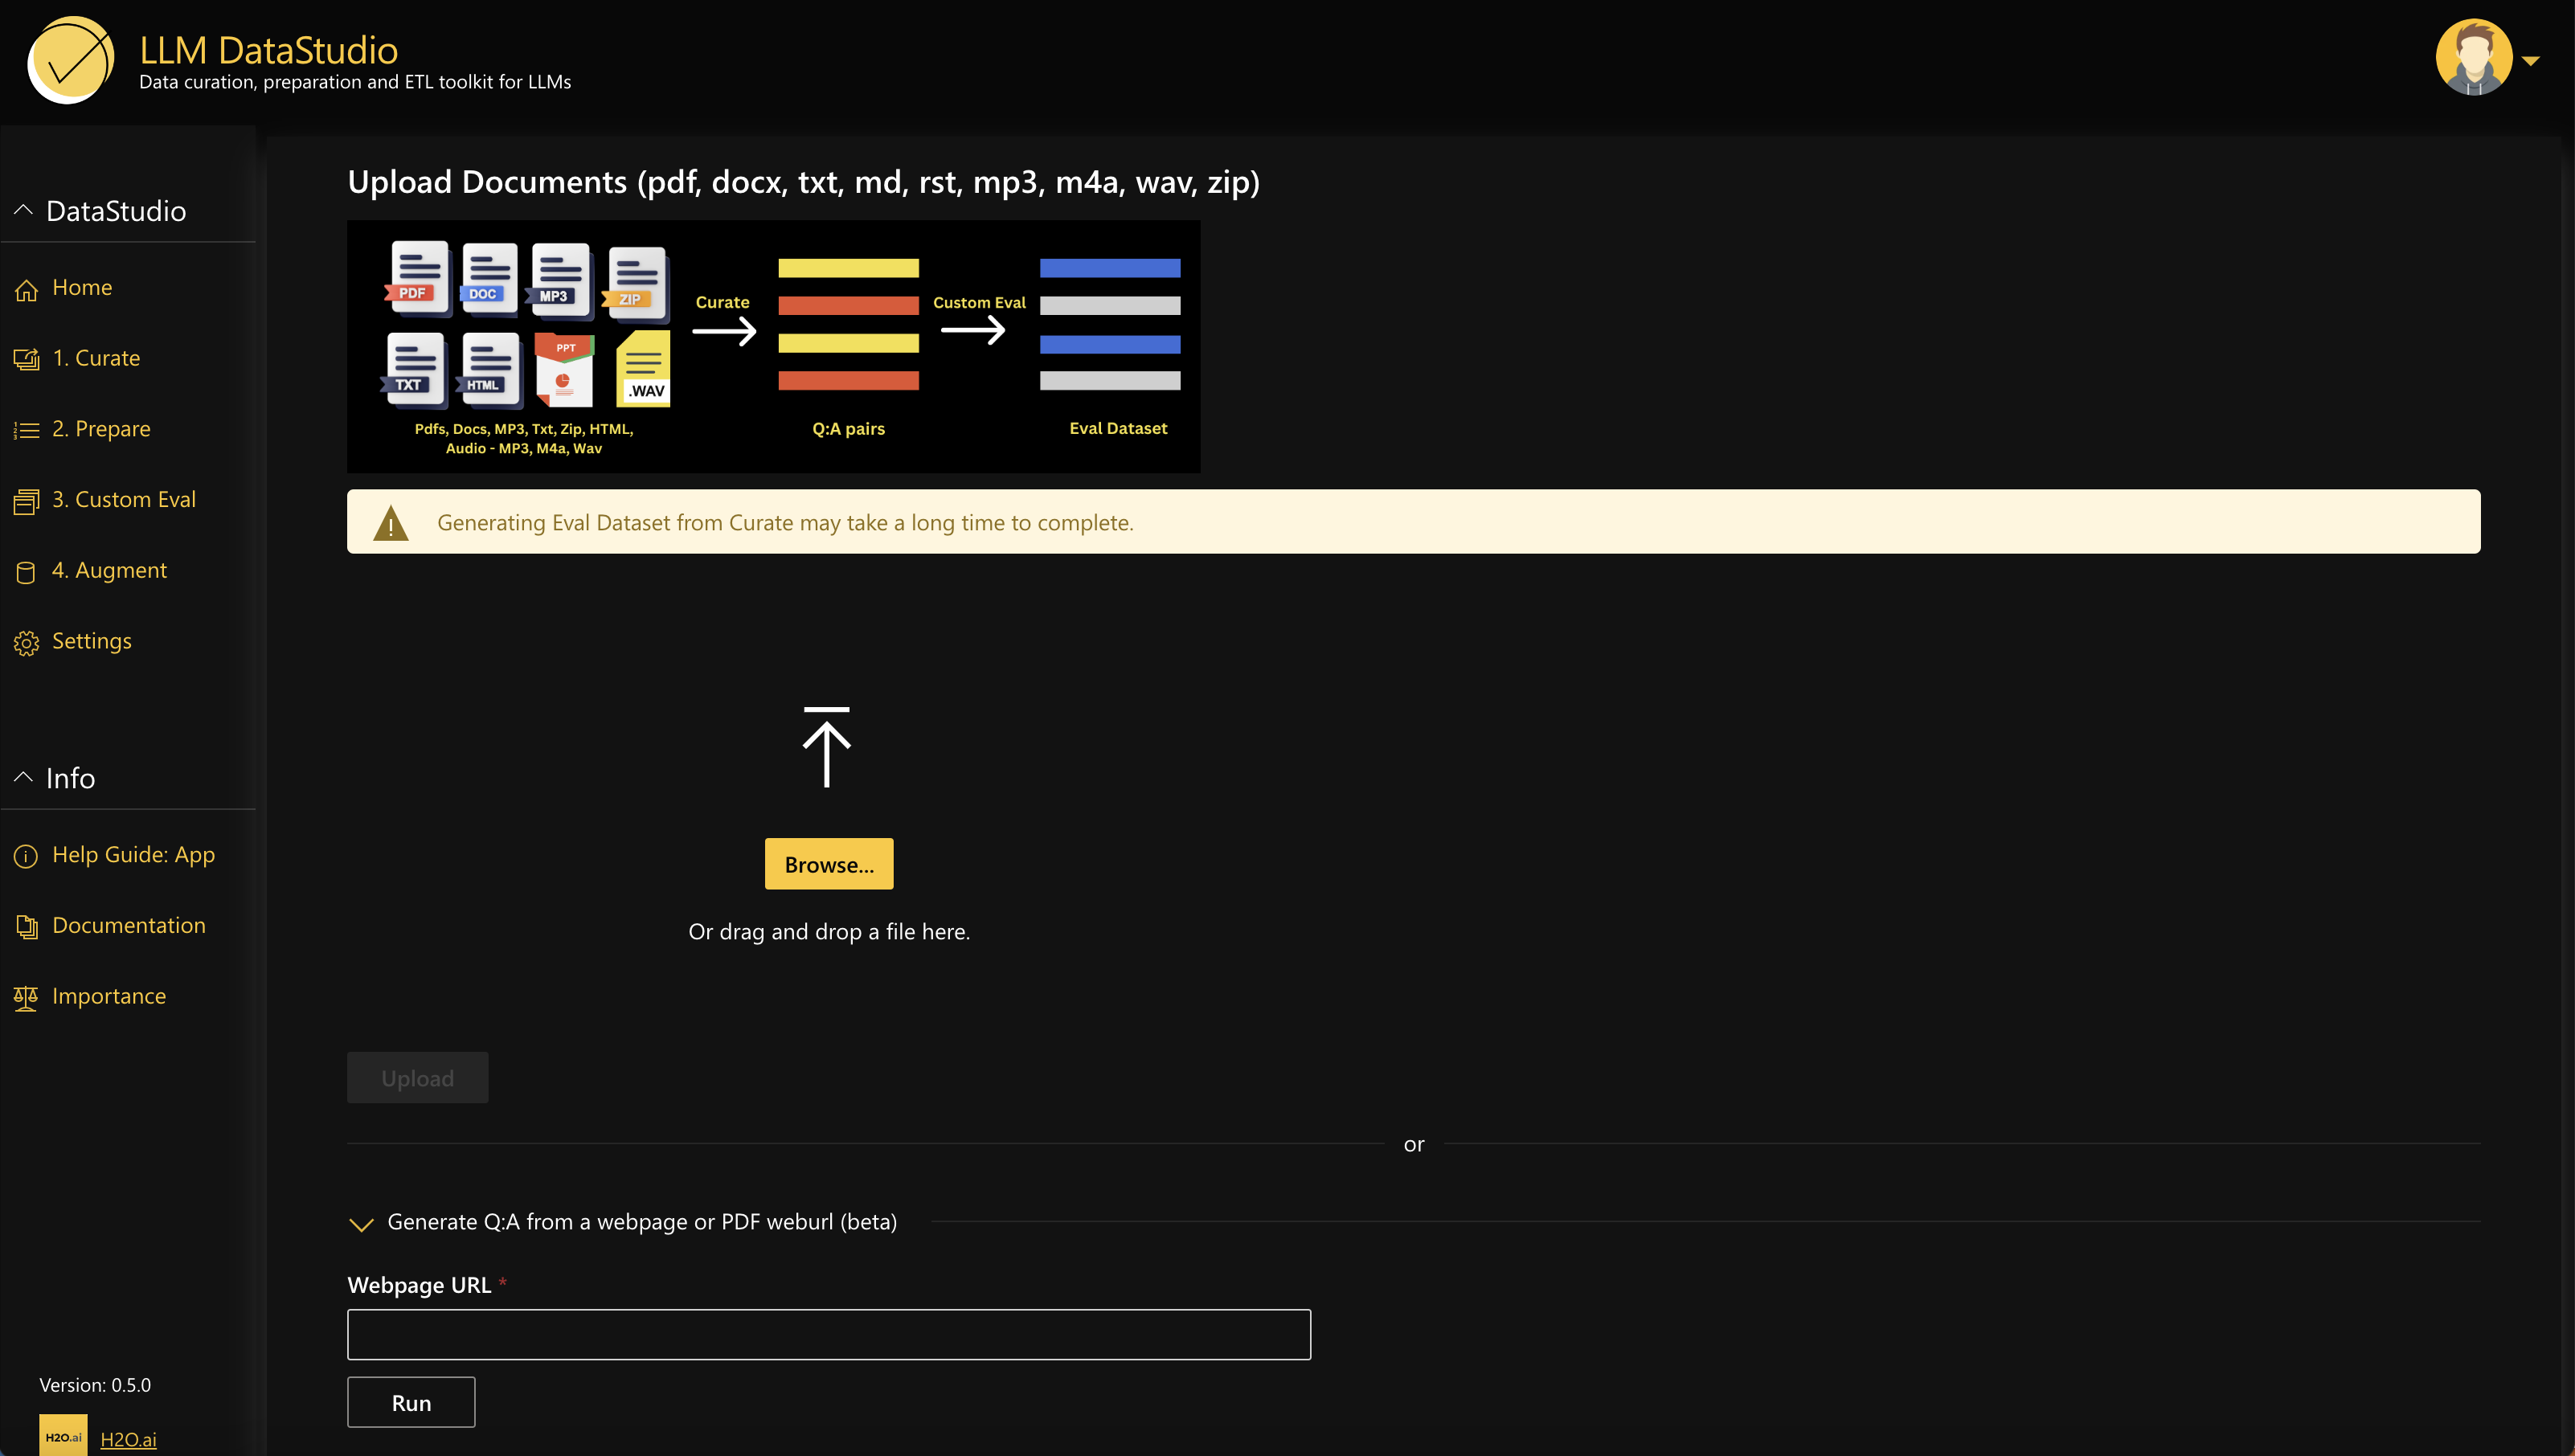 LLM DataStudio
Data curation, preparation and ETL toolkit for LLMs
DataStudio
Home
1. Curate
2. Prepare
3. Custom Eval
4. Augment
Settings
Info
Help Guide: App
Documentation
Importance
Version: 0.5.0
H2O.ai
H2O.ai
Upload Documents (pdf, docx, txt, md, rst, mp3, m4a, wav, zip)
PDF
DOC
MP3
ZIP
TXT
HTML
PPT
.WAV
Pdfs, Docs, MP3, Txt, Zip, HTML,
Audio - MP3, M4a, Wav
Curate
Q:A pairs
Custom Eval
Eval Dataset
Generating Eval Dataset from Curate may take a long time to complete.
Browse...
Or drag and drop a file here.
Upload
or
Generate Q:A from a webpage or PDF weburl (beta)
Webpage URL *
Run